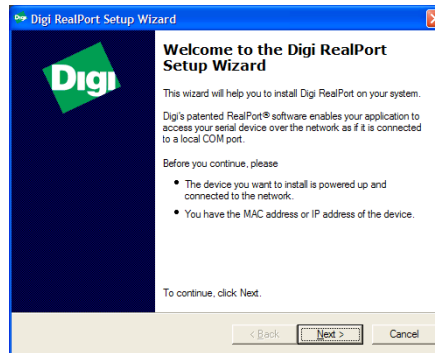 Digi RealPort Setup Wizard
Digi
Welcome to the Digi RealPort
Setup Wizard
This wizard will help you to install Digi RealPort on your system.
Digi's patented RealPort® software enables your application to
access your serial device over the network as if it is connected
to a local COM port.
Before you continue, please
• The device you want to install is powered up and
connected to the network.
• You have the MAC address or IP address of the device.
To continue, click Next.
< Back Next > Cancel